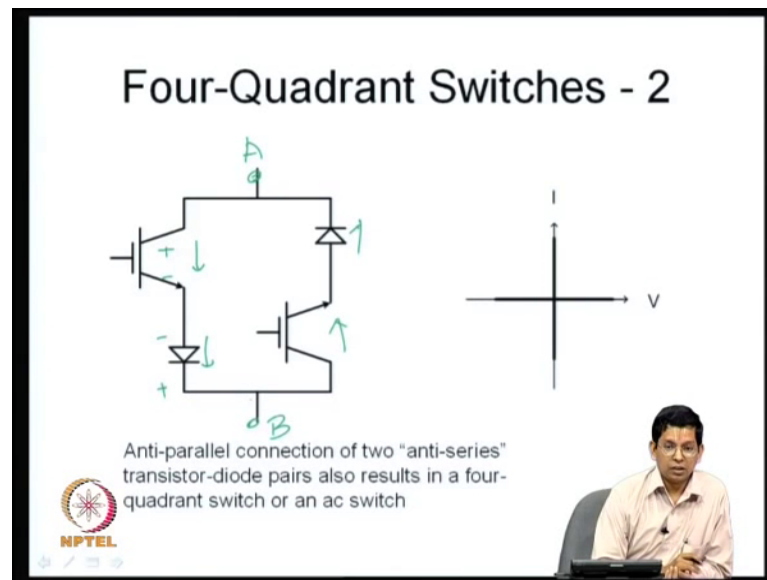 Four-Quadrant Switches - 2
A
I
V
+
-
-
+
B
Anti-parallel connection of two "anti-series"
transistor-diode pairs also results in a four-
quadrant switch or an ac switch
NPTEL